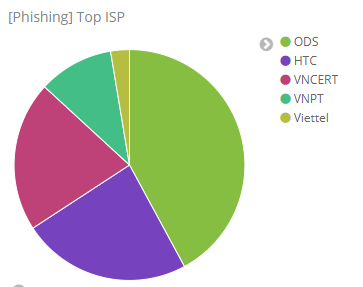 [Phishing] Top ISP
ODS
HTC
VNCERT
VNPT
Viettel